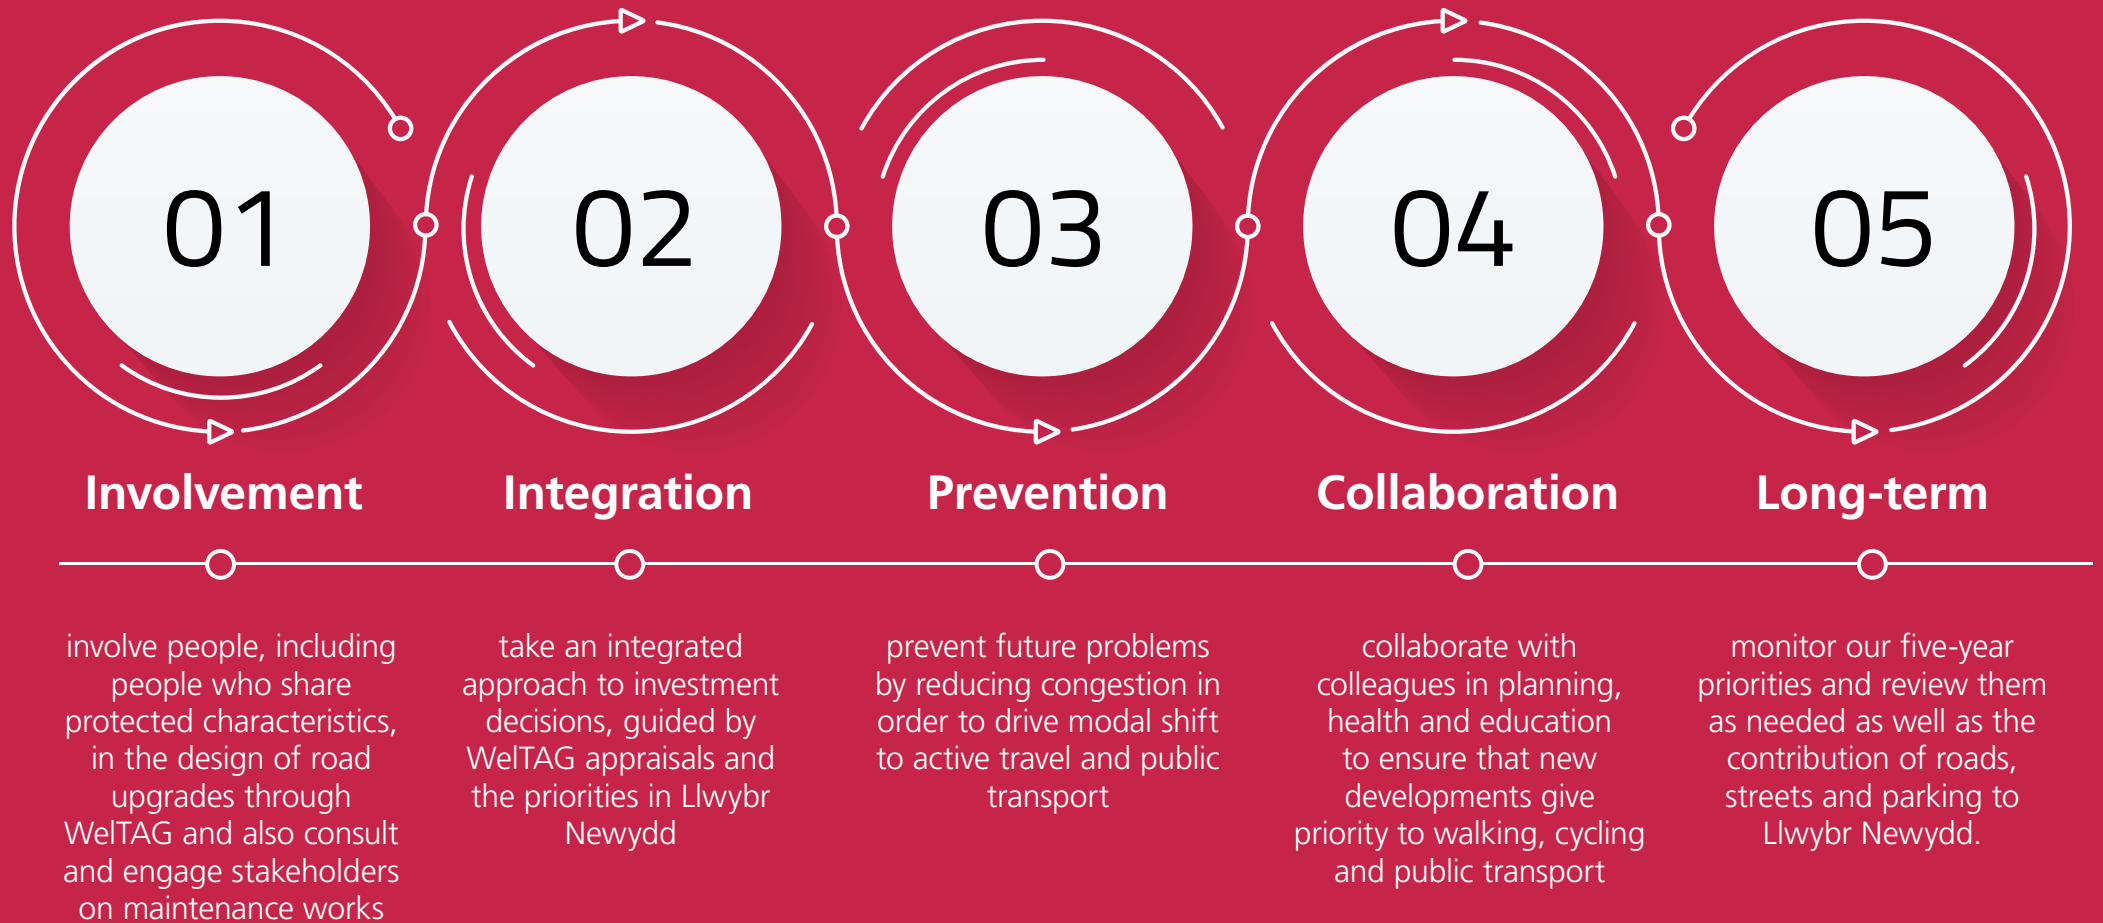 01
Involvement
involve people, including
people who share
protected characteristics,
in the design of road
upgrades through
WelTAG and also consult
and engage stakeholders
on maintenance works
02
Integration
take an integrated
approach to investment
decisions, guided by
WelTAG appraisals and
the priorities in Llwybr
Newydd
03
Prevention
prevent future problems
by reducing congestion in
order to drive modal shift
to active travel and public
transport
04
Collaboration
collaborate with
colleagues in planning,
health and education
to ensure that new
developments give
priority to walking, cycling
and public transport
05
Long-term
monitor our five-year
priorities and review them
as needed as well as the
contribution of roads,
streets and parking to
Llwybr Newydd.